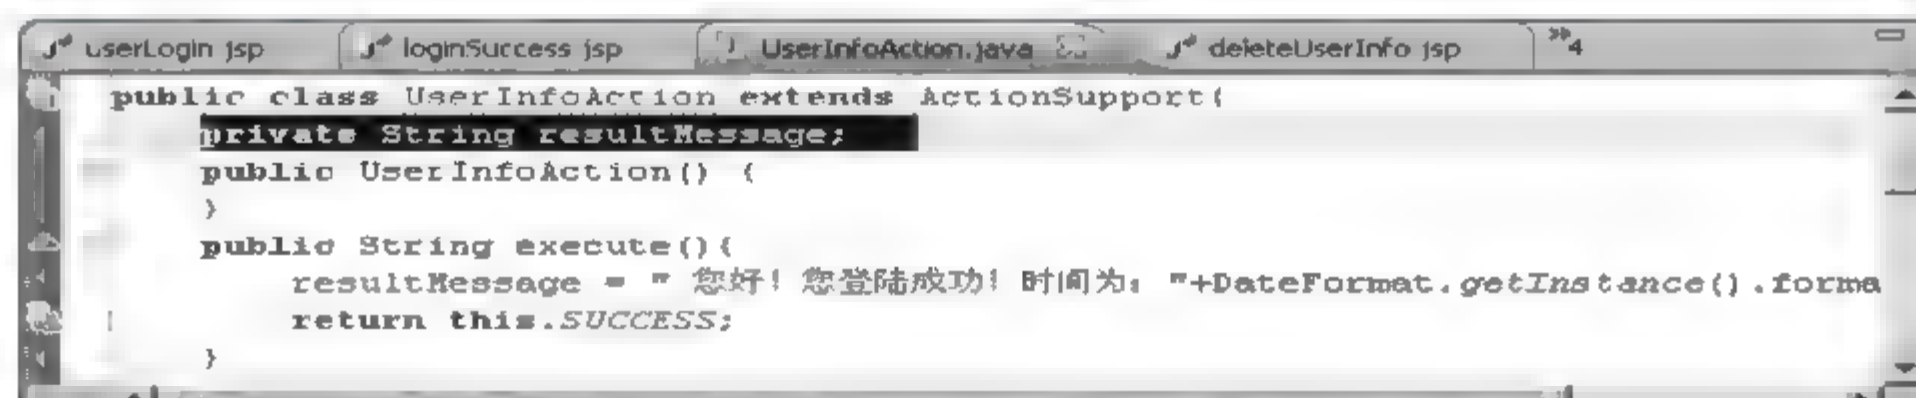 userLogin jsp loginSuccess jsp UserInfoAction.java deleteUserInfo jsp »4
public class UserInfoAction extends ActionSupport{
private String resultMessage;
public UserInfoAction() {
}
public String execute(){
resultMessage = " 您好! 您登陆成功! 时间为: "+DateFormat.getInstance().forma
return this.SUCCESS;
}